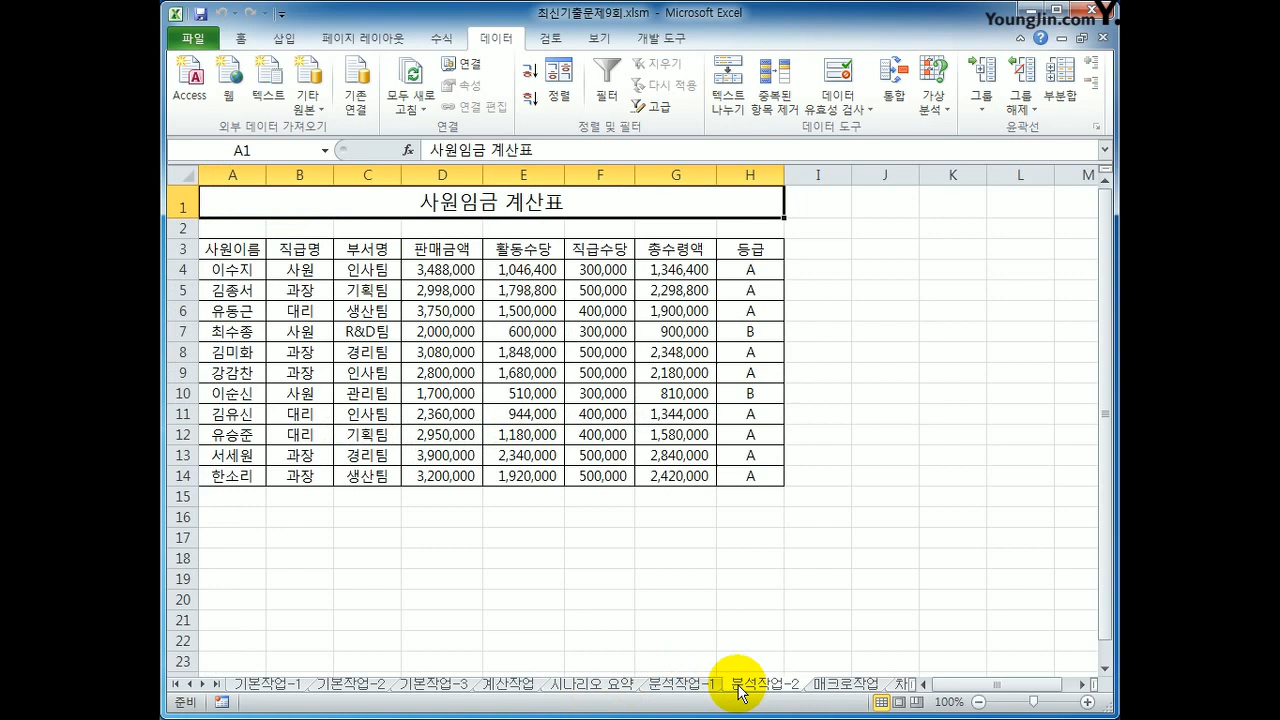 최신기출문제9회.xlsm - Microsoft Excel
YoungJin.com Y.
파일 홈 삽입 페이지 레이아웃 수식 데이터 검토 보기 개발 도구
Access 웹 텍스트 기타 원본 기존 연결 모두 새로 고침 연결 속성 연결 편집 정렬 필터 지우기 다시 적용 고급 텍스트 나누기 중복된 항목 제거 데이터 유효성 검사 통합 가상 분석 그룹 그룹 해제 부분합
외부 데이터 가져오기 연결 정렬 및 필터 데이터 도구 윤곽선
A1 fx 사원임금 계산표
A B C D E F G H I J K L M
1 사원임금 계산표
2
3 사원이름 직급명 부서명 판매금액 활동수당 직급수당 총수령액 등급
4 이수지 사원 인사팀 3,488,000 1,046,400 300,000 1,346,400 A
5 김종서 과장 기획팀 2,998,000 1,798,800 500,000 2,298,800 A
6 유동근 대리 생산팀 3,750,000 1,500,000 400,000 1,900,000 A
7 최수종 사원 R&D팀 2,000,000 600,000 300,000 900,000 B
8 김미화 과장 경리팀 3,080,000 1,848,000 500,000 2,348,000 A
9 강감찬 과장 인사팀 2,800,000 1,680,000 500,000 2,180,000 A
10 이순신 사원 관리팀 1,700,000 510,000 300,000 810,000 B
11 김유신 대리 인사팀 2,360,000 944,000 400,000 1,344,000 A
12 유승준 대리 기획팀 2,950,000 1,180,000 400,000 1,580,000 A
13 서세원 과장 경리팀 3,900,000 2,340,000 500,000 2,840,000 A
14 한소리 과장 생산팀 3,200,000 1,920,000 500,000 2,420,000 A
15
16
17
18
19
20
21
22
23
기본작업-1 기본작업-2 기본작업-3 계산작업 시나리오 요약 분석작업-1 분석작업-2 매크로작업 차
준비 100%